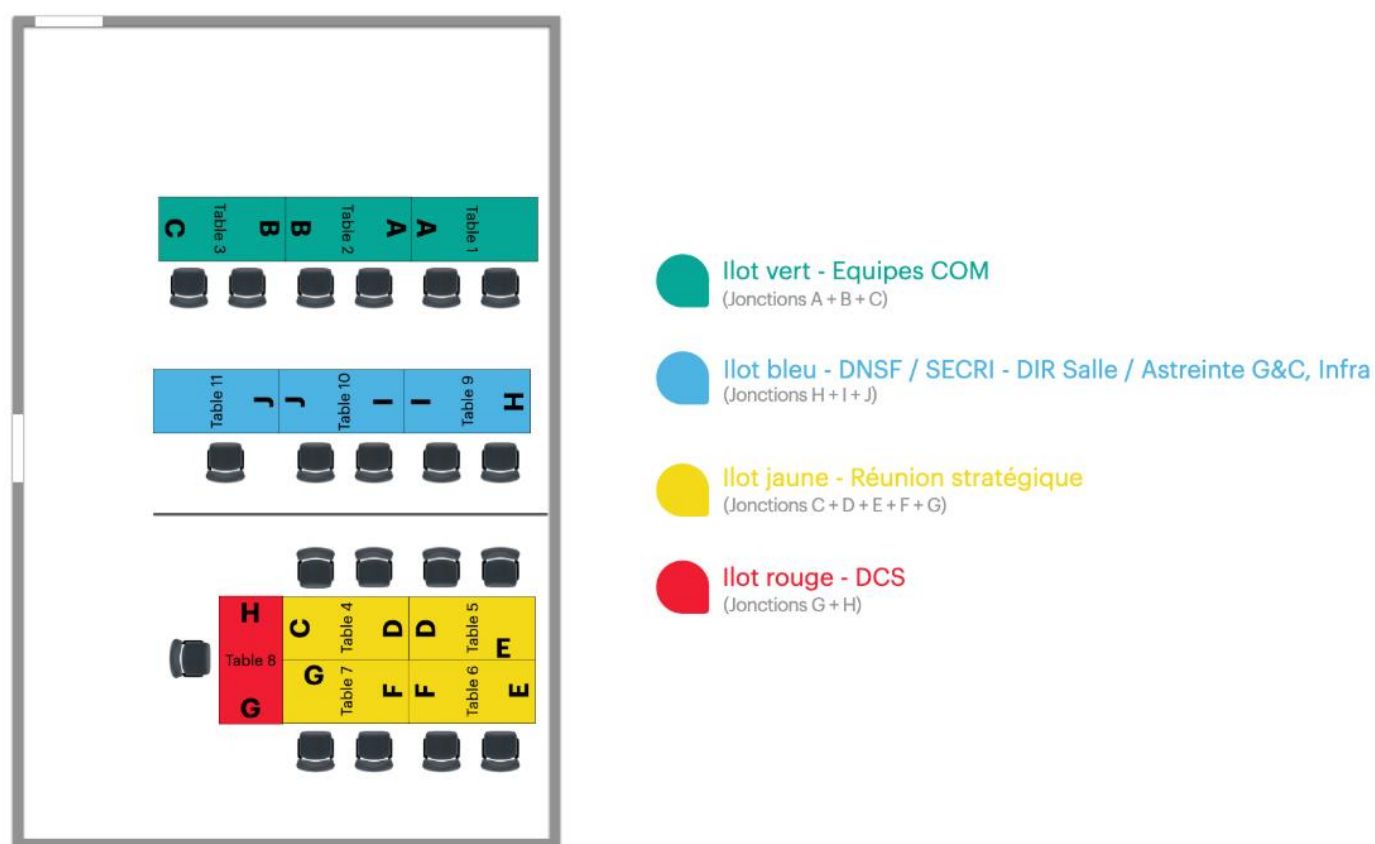 C Table 3 B B Table 2 A A Table 1
Table 11 J J Table 10 I I Table 9 H
H C Table 4 D D Table 5 E
Table 8
G G Table 7 F F Table 6 E
Ilot vert - Equipes COM
(Jonctions A + B + C)
Ilot bleu - DNSF / SECRI - DIR Salle / Astreinte G&C, Infra
(Jonctions H + I + J)
Ilot jaune - Réunion stratégique
(Jonctions C + D + E + F + G)
Ilot rouge - DCS
(Jonctions G + H)